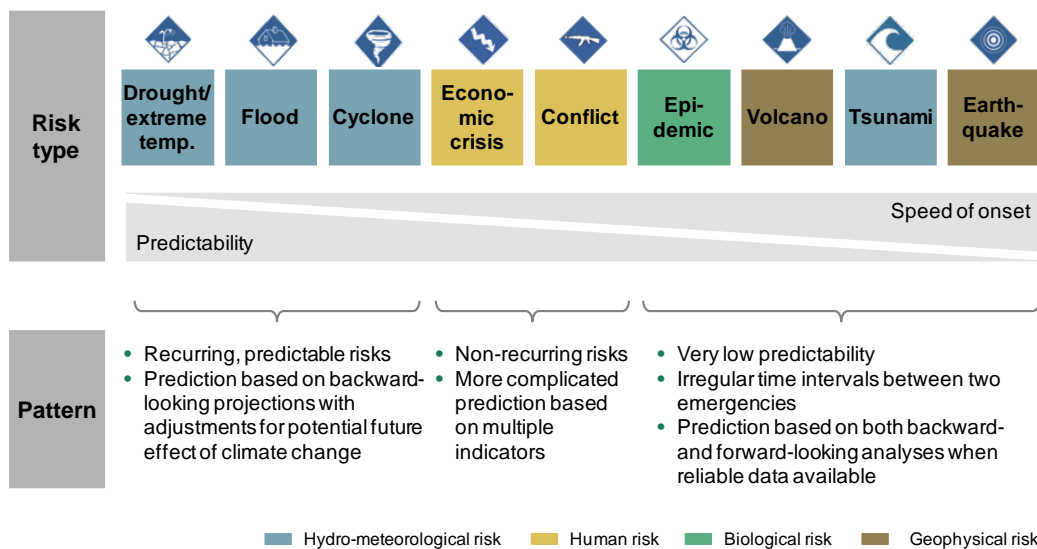 Risk
type
Drought/
extreme
temp.
Flood
Cyclone
Econo-
mic
crisis
Conflict
Epi-
demic
Volcano
Tsunami
Earth-
quake
Speed of onset
Predictability
Pattern
• Recurring, predictable risks
• Prediction based on backward-
looking projections with
adjustments for potential future
effect of climate change
• Non-recurring risks
• More complicated
prediction based
on multiple
indicators
• Very low predictability
• Irregular time intervals between two
emergencies
• Prediction based on both backward-
and forward-looking analyses when
reliable data available
Hydro-meteorological risk
Human risk
Biological risk
Geophysical risk